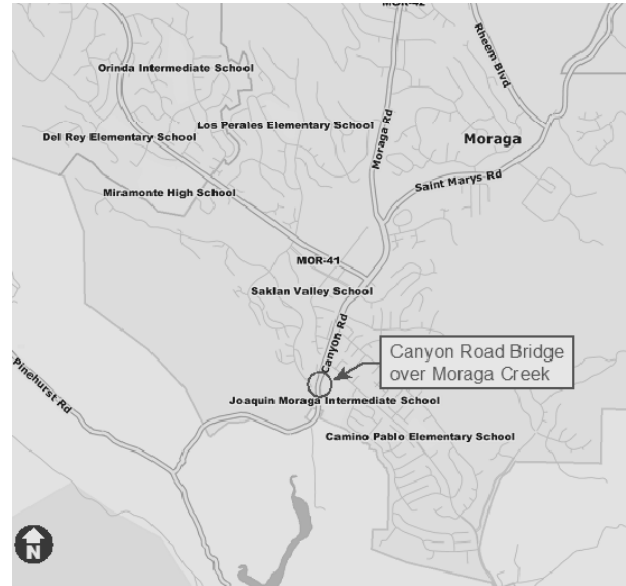 MOR-42
Rheem Blvd
Orinda Intermediate School
Los Perales Elementary School
Del Rey Elementary School
Moraga Rd
Moraga
Saint Marys Rd
Miramonte High School
MOR-41
Saklan Valley School
Canyon Rd
Canyon Road Bridge
over Moraga Creek
Pinehurst Rd
Joaquin Moraga Intermediate School
Camino Pablo Elementary School
N